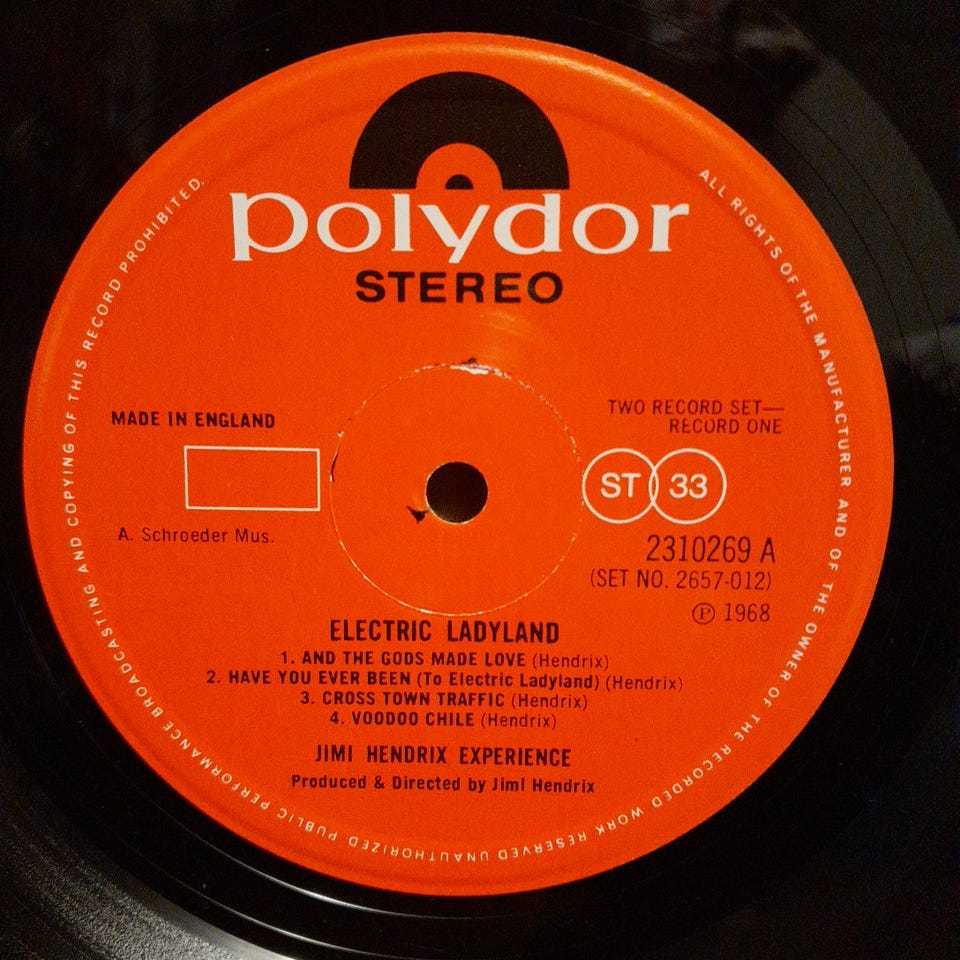 polydor
STEREO
MADE IN ENGLAND
TWO RECORD SET—
RECORD ONE
ST 33
A. Schroeder Mus.
2310269 A
(SET NO. 2657-012)
Ⓟ 1968
ELECTRIC LADYLAND
1. AND THE GODS MADE LOVE (Hendrix)
2. HAVE YOU EVER BEEN (To Electric Ladyland) (Hendrix)
3. CROSS TOWN TRAFFIC (Hendrix)
4. VOODOO CHILE (Hendrix)
JIMI HENDRIX EXPERIENCE
Produced & Directed by Jimi Hendrix
ALL RIGHTS OF THE MANUFACTURER AND OF THE OWNER OF THE RECORDED WORK RESERVED UNAUTHORIZED PUBLIC PERFORMANCE BROADCASTING AND COPYING OF THIS RECORD PROHIBITED.